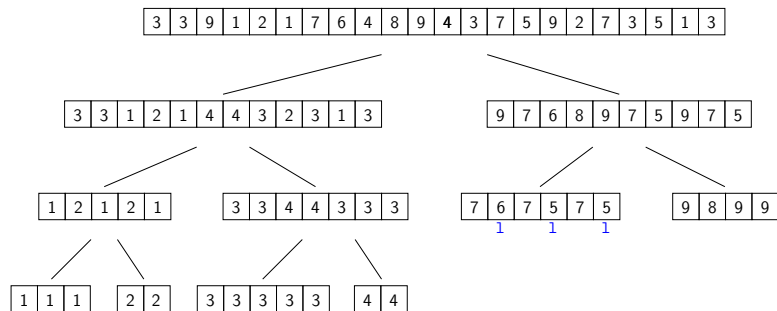 3 3 9 1 2 1 7 6 4 8 9 4 3 7 5 9 2 7 3 5 1 3
3 3 1 2 1 4 4 3 2 3 1 3 9 7 6 8 9 7 5 9 7 5
1 2 1 2 1 3 3 4 4 3 3 3 7 6 7 5 7 5 9 8 9 9
l l l
1 1 1 2 2 3 3 3 3 3 4 4